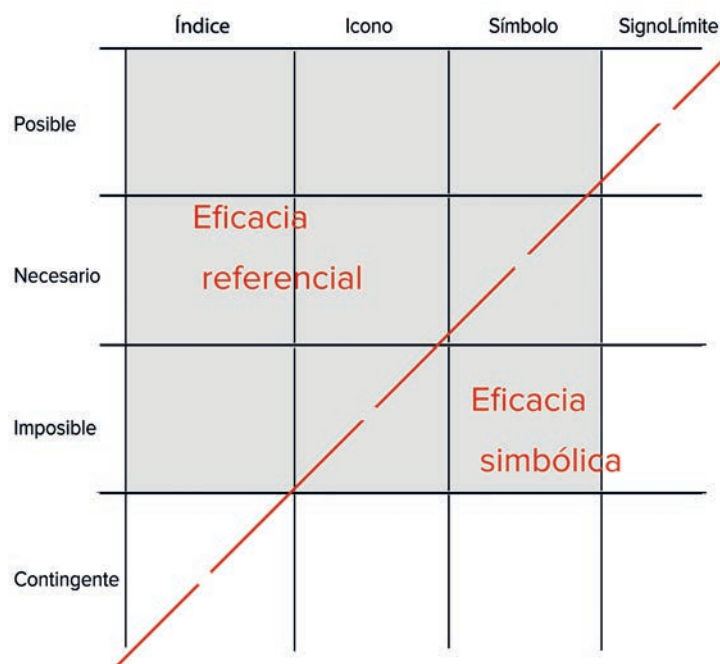 Índice Icono Símbolo SignoLímite
Posible
Eficacia
referencial
Necesario
Eficacia
Imposible
simbólica
Contingente